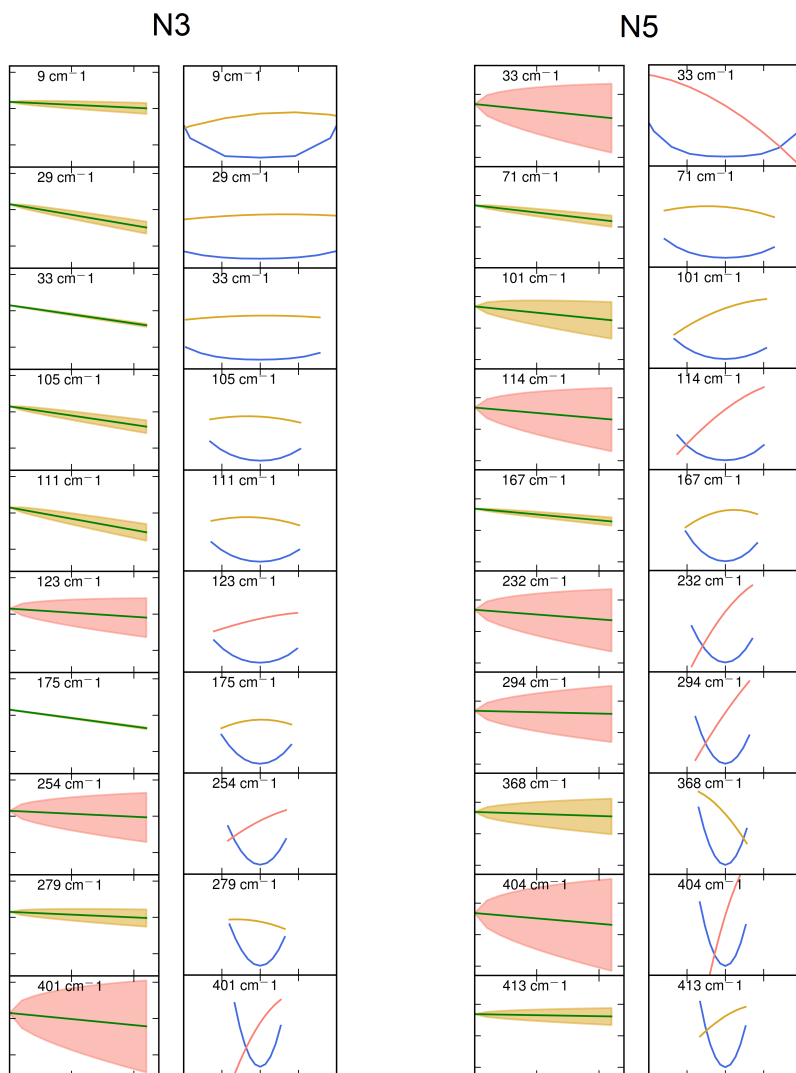 N3 N5
9 cm−1 9 cm−1 33 cm−1 33 cm−1
29 cm−1 29 cm−1 71 cm−1 71 cm−1
33 cm−1 33 cm−1 101 cm−1 101 cm−1
105 cm−1 105 cm−1 114 cm−1 114 cm−1
111 cm−1 111 cm−1 167 cm−1 167 cm−1
123 cm−1 123 cm−1 232 cm−1 232 cm−1
175 cm−1 175 cm−1 294 cm−1 294 cm−1
254 cm−1 254 cm−1 368 cm−1 368 cm−1
279 cm−1 279 cm−1 404 cm−1 404 cm−1
401 cm−1 401 cm−1 413 cm−1 413 cm−1